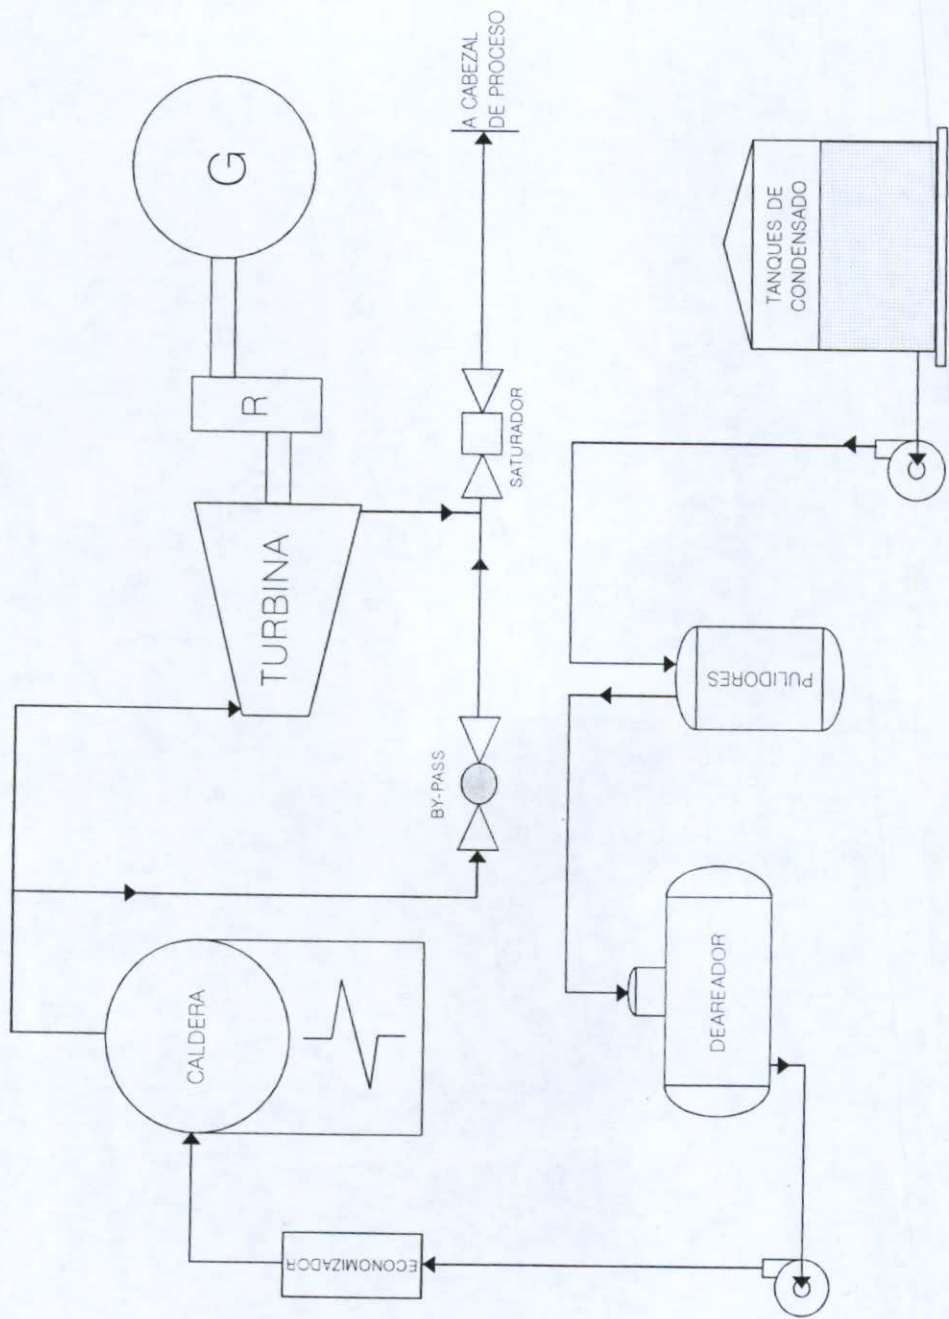 G
R
TURBINA
A CABEZAL
DE PROCESO
CALDERA
BY-PASS
SATURADOR
ECONOMIZADOR
DEAREADOR
PULIDORES
TANQUES DE
CONDENSADO